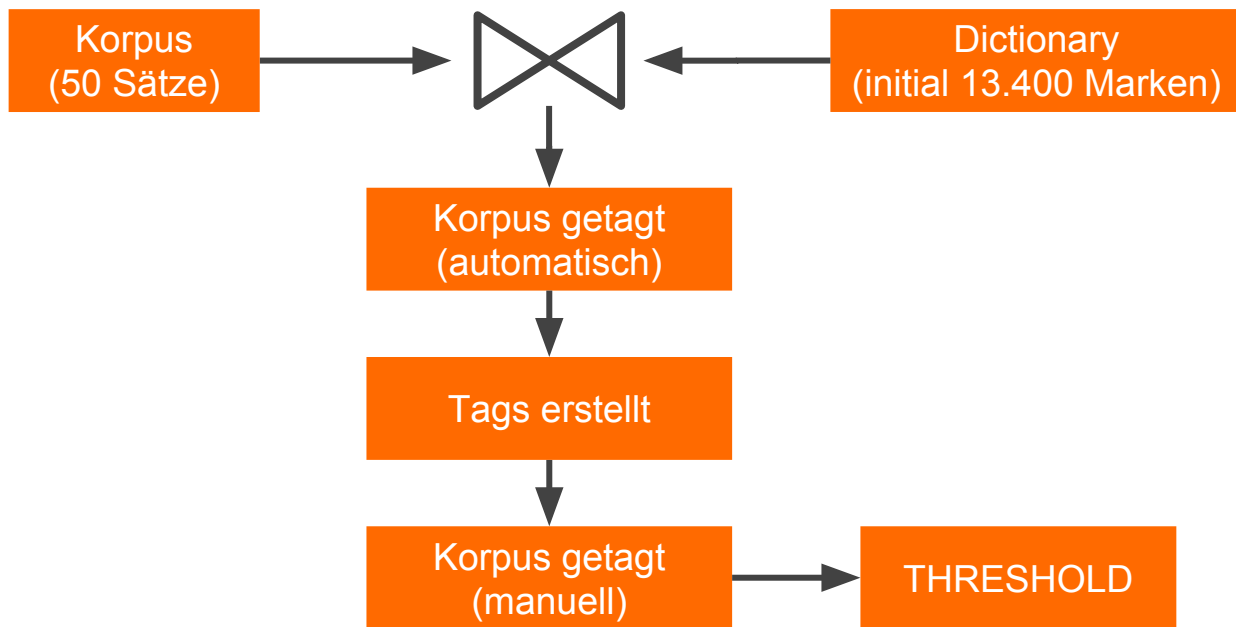 Korpus
(50 Sätze)
Dictionary
(initial 13.400 Marken)
Korpus getagt
(automatisch)
Tags erstellt
Korpus getagt
(manuell)
THRESHOLD